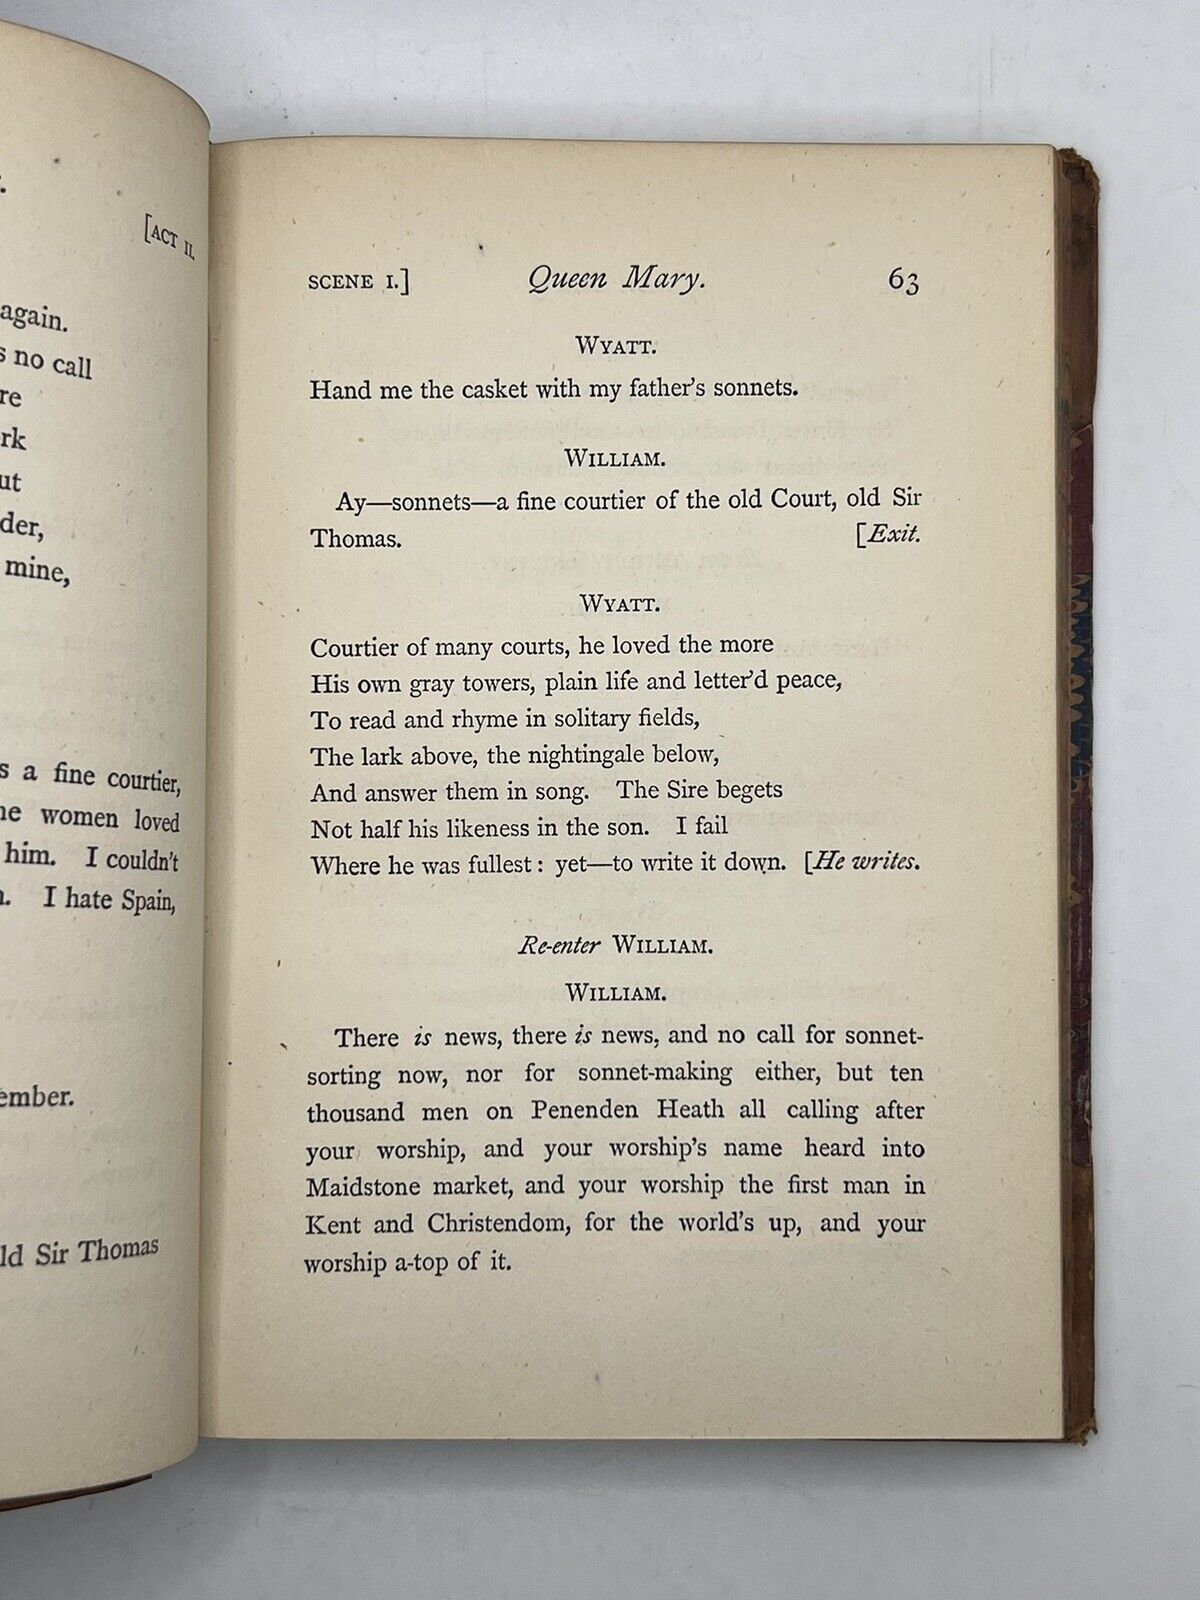 [ACT II.
again.
no call
mine,
a fine courtier,
women loved
him. I couldn't
I hate Spain,
Sir Thomas
SCENE I.] Queen Mary. 63
WYATT.
Hand me the casket with my father's sonnets.
WILLIAM.
Ay—sonnets—a fine courtier of the old Court, old Sir
Thomas. [Exit.
WYATT.
Courtier of many courts, he loved the more
His own gray towers, plain life and letter'd peace,
To read and rhyme in solitary fields,
The lark above, the nightingale below,
And answer them in song. The Sire begets
Not half his likeness in the son. I fail
Where he was fullest: yet—to write it down. [He writes.
Re-enter WILLIAM.
WILLIAM.
There is news, there is news, and no call for sonnet-
sorting now, nor for sonnet-making either, but ten
thousand men on Penenden Heath all calling after
your worship, and your worship's name heard into
Maidstone market, and your worship the first man in
Kent and Christendom, for the world's up, and your
worship a-top of it.